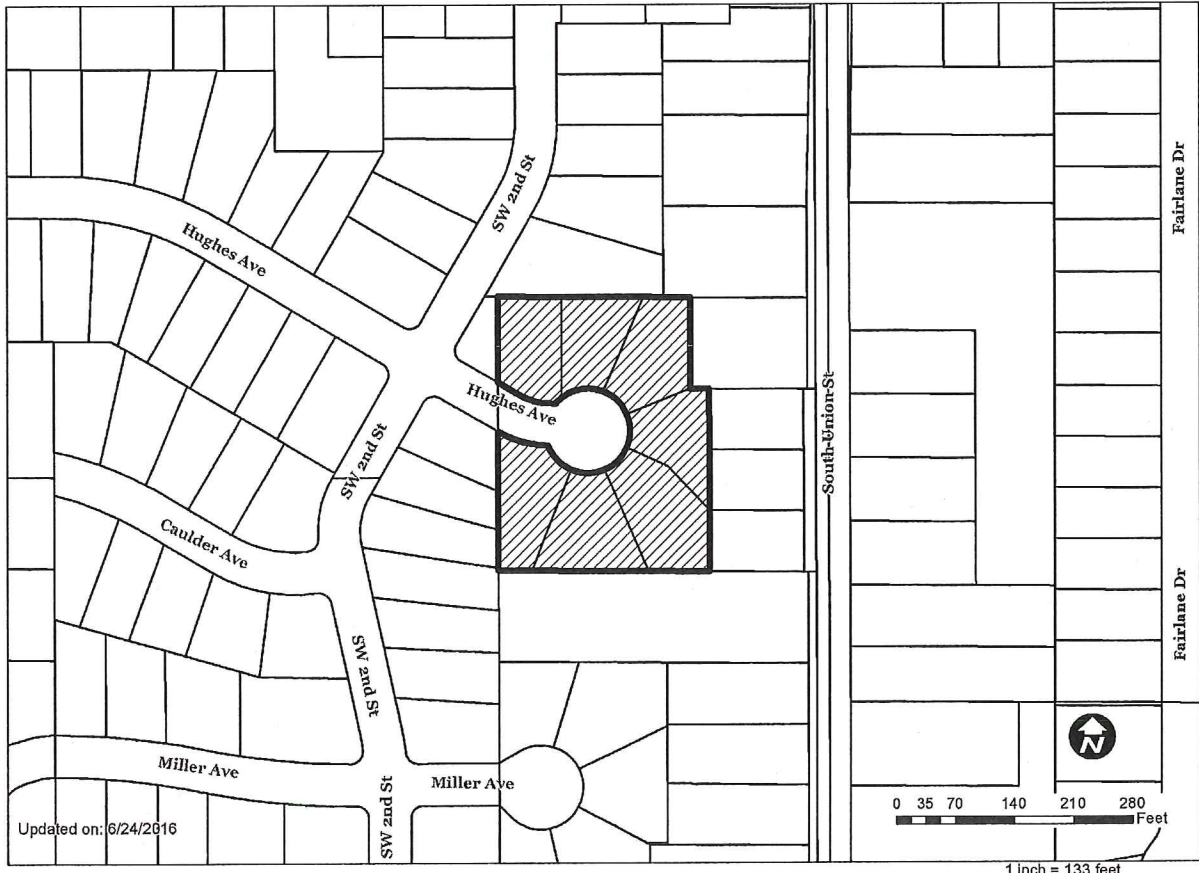 SW 2nd St
Hughes Ave
Fairlane Dr
Hughes Ave
South Union St
SW 2nd St
Caulder Ave
Fairlane Dr
SW 2nd St
Miller Ave
Miller Ave
SW 2nd St
N
0 35 70 140 210 280
Feet
Updated on: 6/24/2016
1 inch = 133 feet